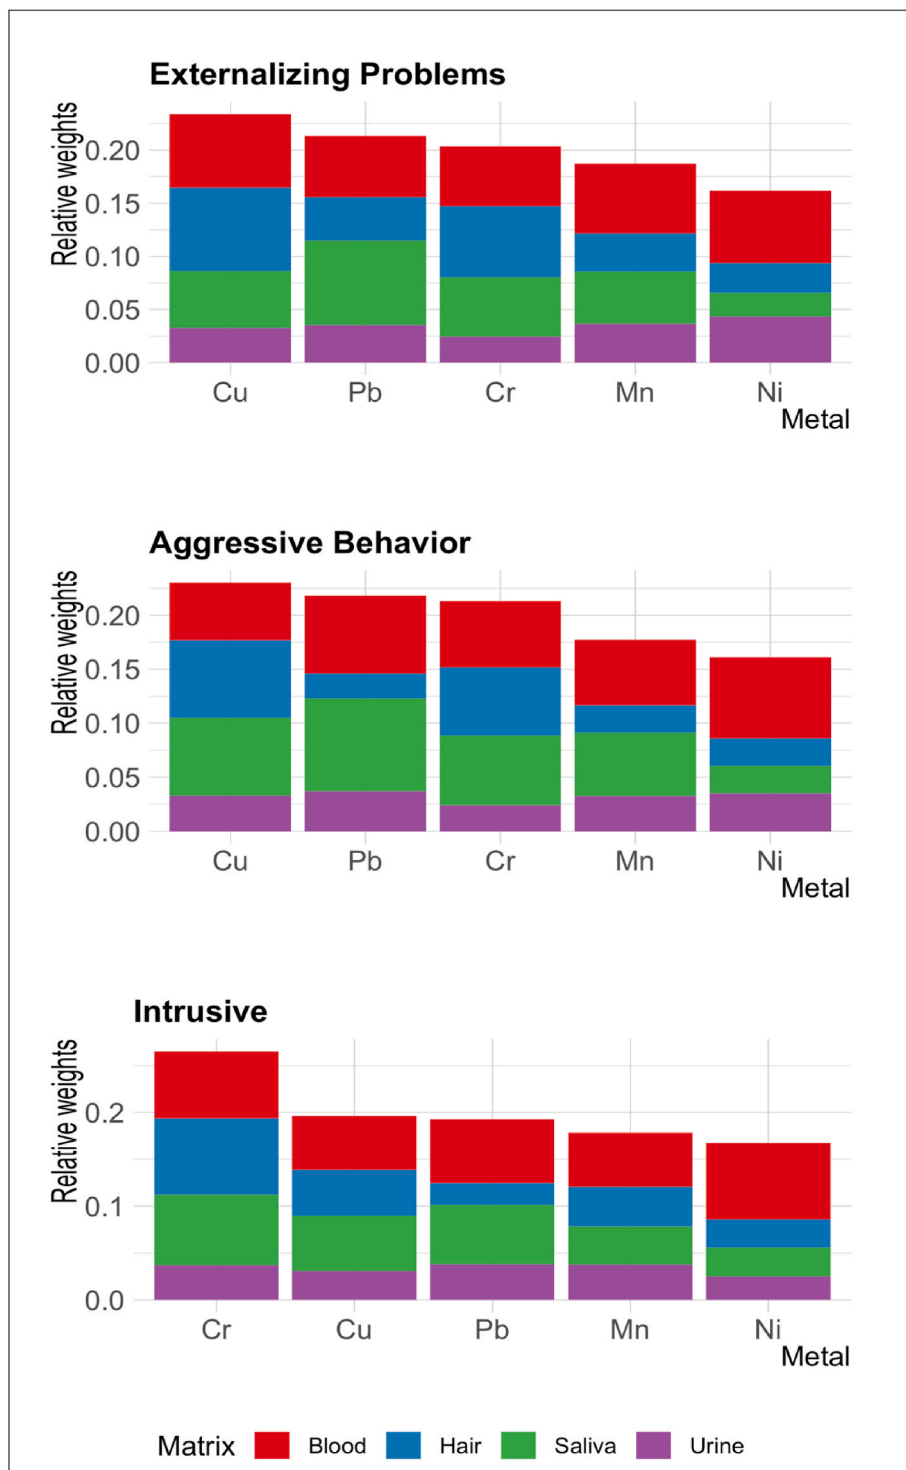 Externalizing Problems
Relative weights
0.20
0.15
0.10
0.05
0.00
Cu Pb Cr Mn Ni
Metal
Aggressive Behavior
Relative weights
0.20
0.15
0.10
0.05
0.00
Cu Pb Cr Mn Ni
Metal
Intrusive
Relative weights
0.2
0.1
0.0
Cr Cu Pb Mn Ni
Metal
Matrix Blood Hair Saliva Urine